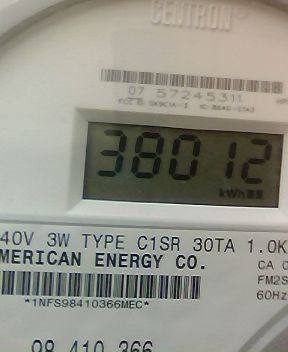 CENTRON
07 57245311
38012
kWh
40V 3W TYPE C1SR 30TA 1.0K
MERICAN ENERGY CO.
CA 0
FM2S
60Hz
*1NFS98410366MEC*
98 410 366